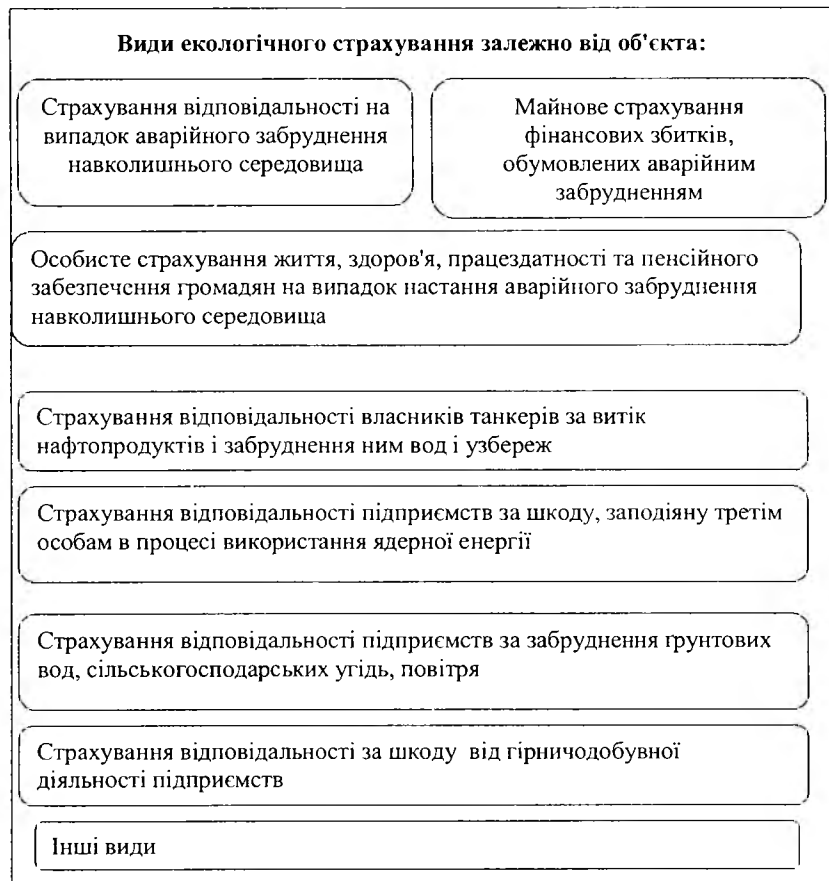 Види екологічного страхування залежно від об'єкта:
Страхування відповідальності на
випадок аварійного забруднення
навколишнього середовища
Майнове страхування
фінансових збитків,
обумовлених аварійним
забрудненням
Особисте страхування життя, здоров'я, працездатності та пенсійного
забезпечення громадян на випадок настання аварійного забруднення
навколишнього середовища
Страхування відповідальності власників танкерів за витік
нафтопродуктів і забруднення ним вод і узбереж
Страхування відповідальності підприємств за шкоду, заподіяну третім
особам в процесі використання ядерної енергії
Страхування відповідальності підприємств за забруднення ґрунтових
вод, сільськогосподарських угідь, повітря
Страхування відповідальності за шкоду від гірничодобувної
діяльності підприємств
Інші види